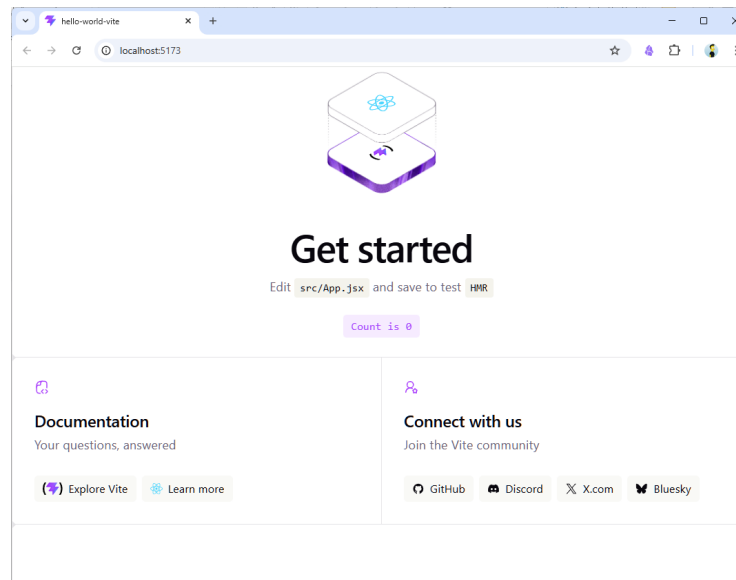 hello-world-vite
localhost:5173
Get started
Edit src/App.jsx and save to test HMR
Count is 0
Documentation
Your questions, answered
Explore Vite
Learn more
Connect with us
Join the Vite community
GitHub
Discord
X.com
Bluesky